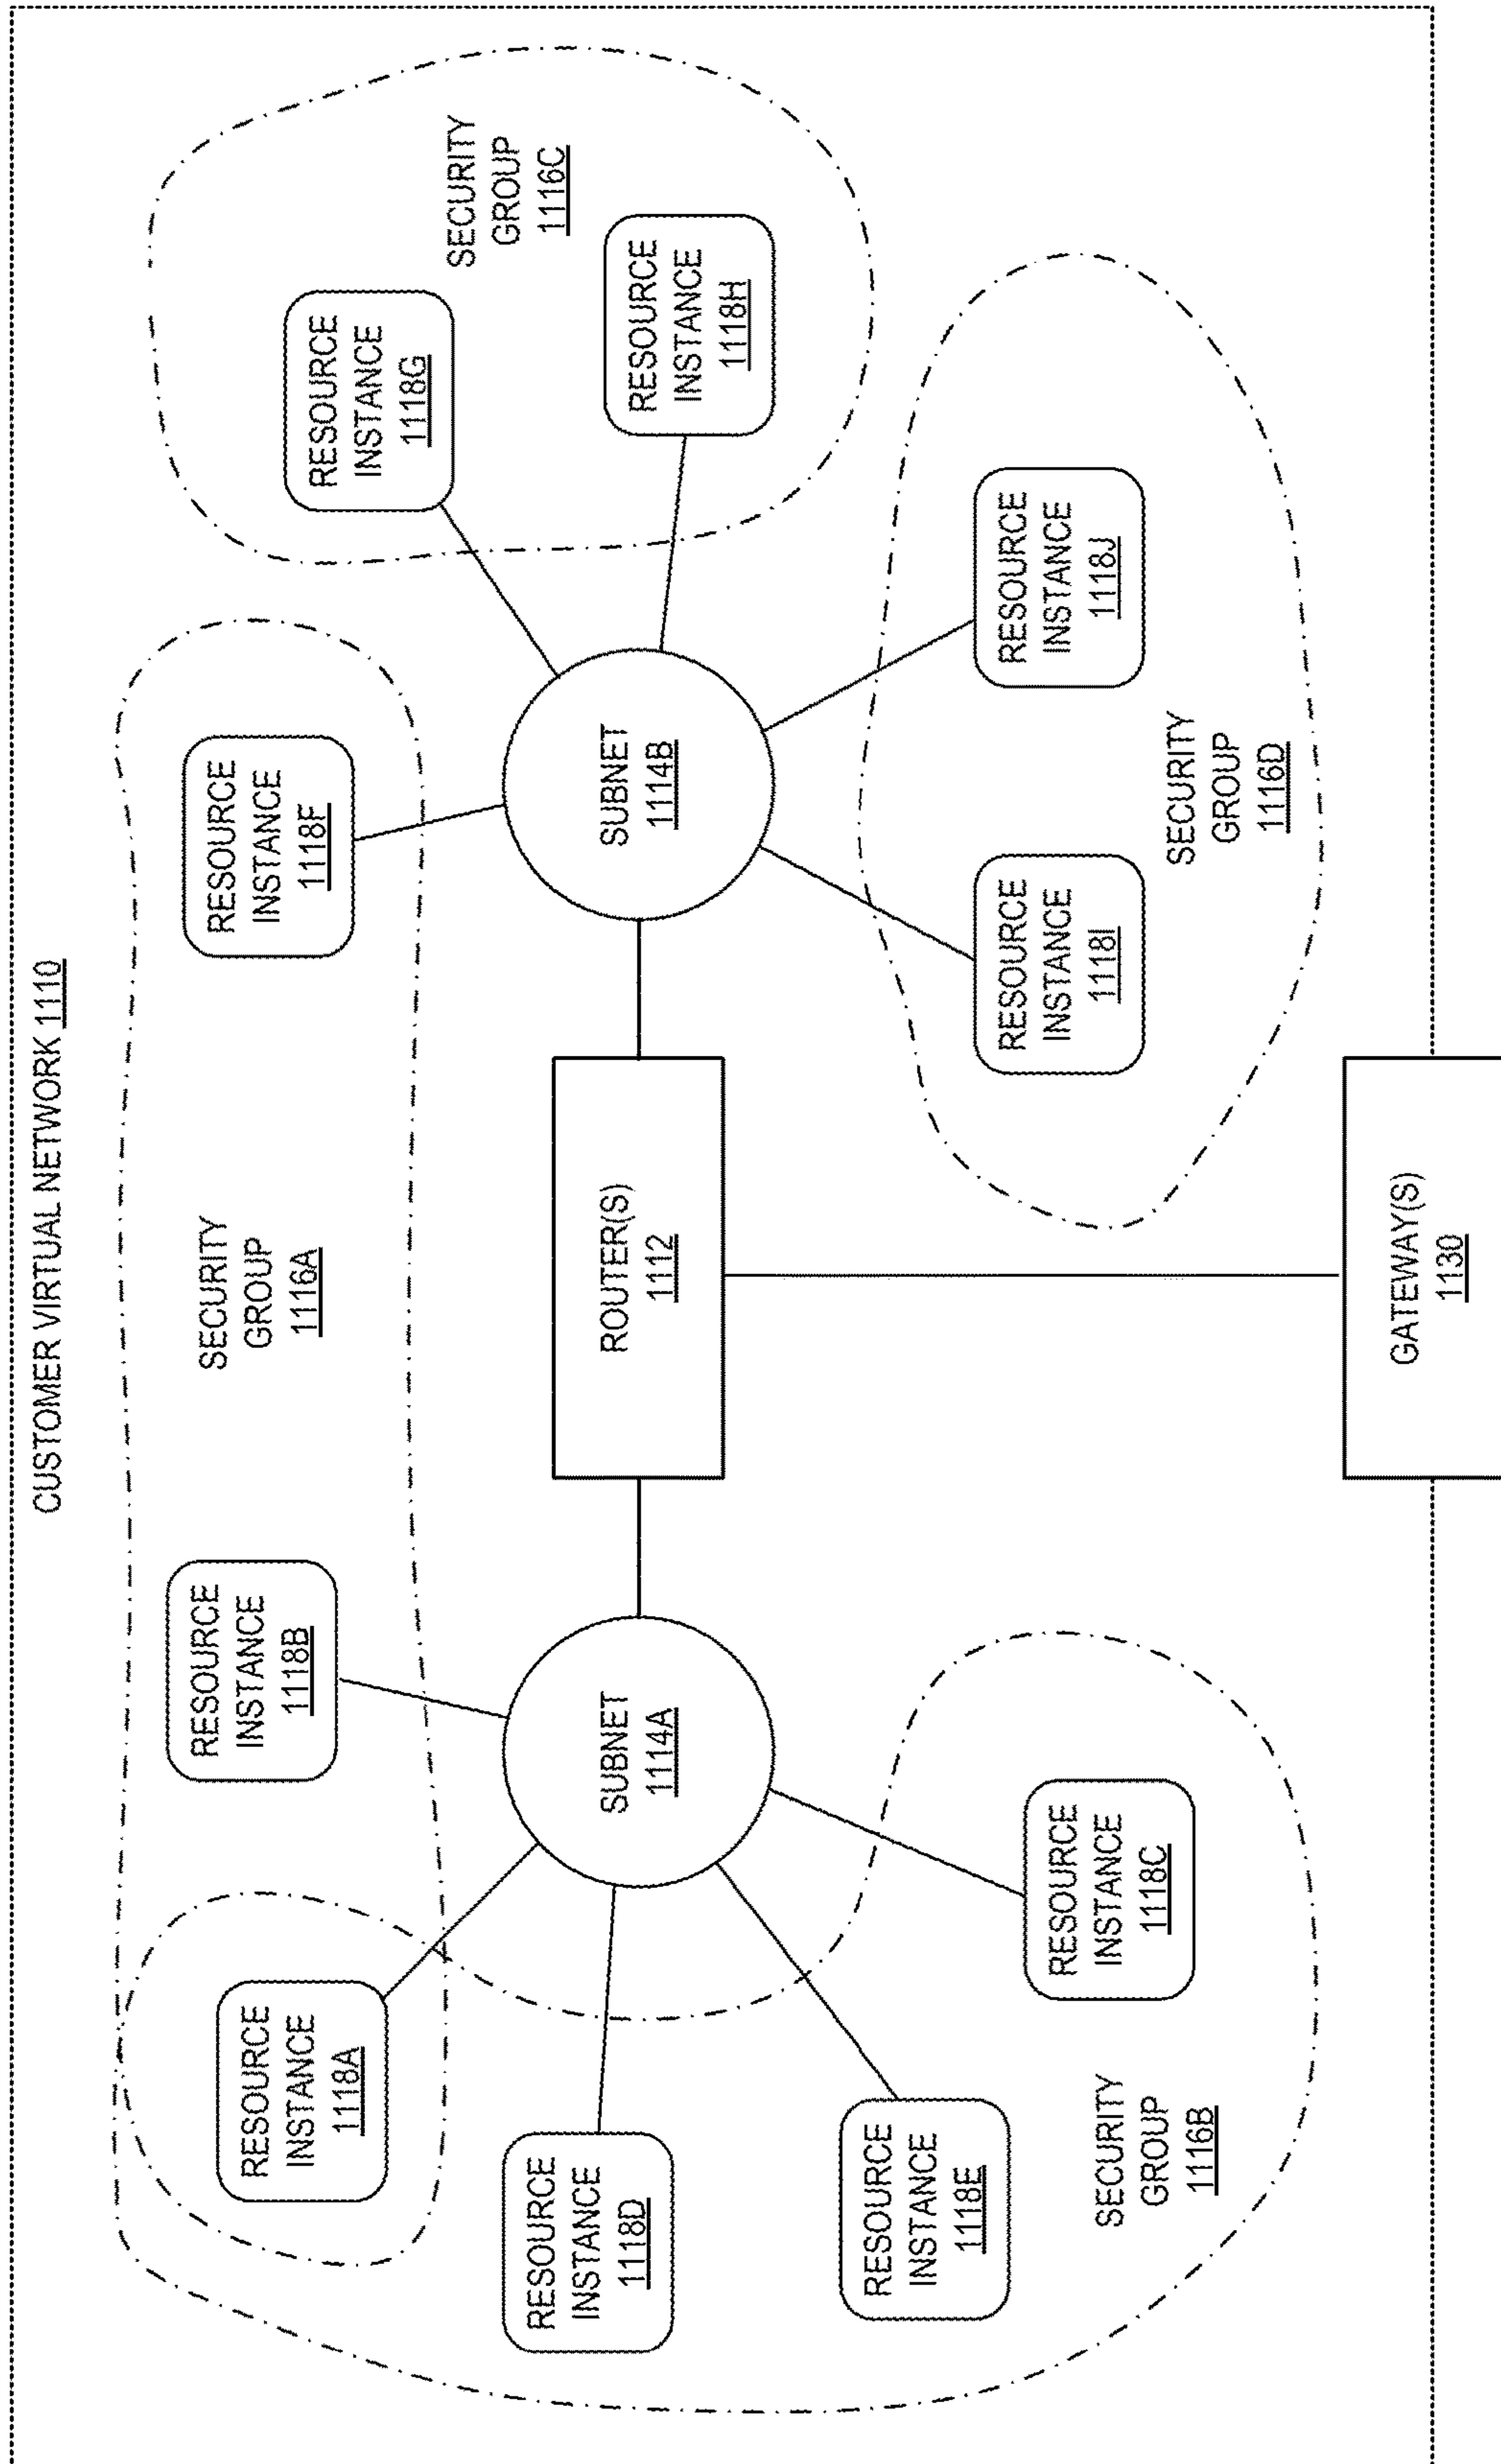 CUSTOMER VIRTUAL NETWORK 1110
RESOURCE
INSTANCE
1118A
RESOURCE
INSTANCE
1118B
SECURITY
GROUP
1116A
RESOURCE
INSTANCE
1118F
RESOURCE
INSTANCE
1118G
SECURITY
GROUP
1116C
RESOURCE
INSTANCE
1118D
SUBNET
1114A
ROUTER(S)
1112
SUBNET
1114B
RESOURCE
INSTANCE
1118H
RESOURCE
INSTANCE
1118E
RESOURCE
INSTANCE
1118C
RESOURCE
INSTANCE
1118I
RESOURCE
INSTANCE
1118J
SECURITY
GROUP
1116B
SECURITY
GROUP
1116D
GATEWAY(S)
1130